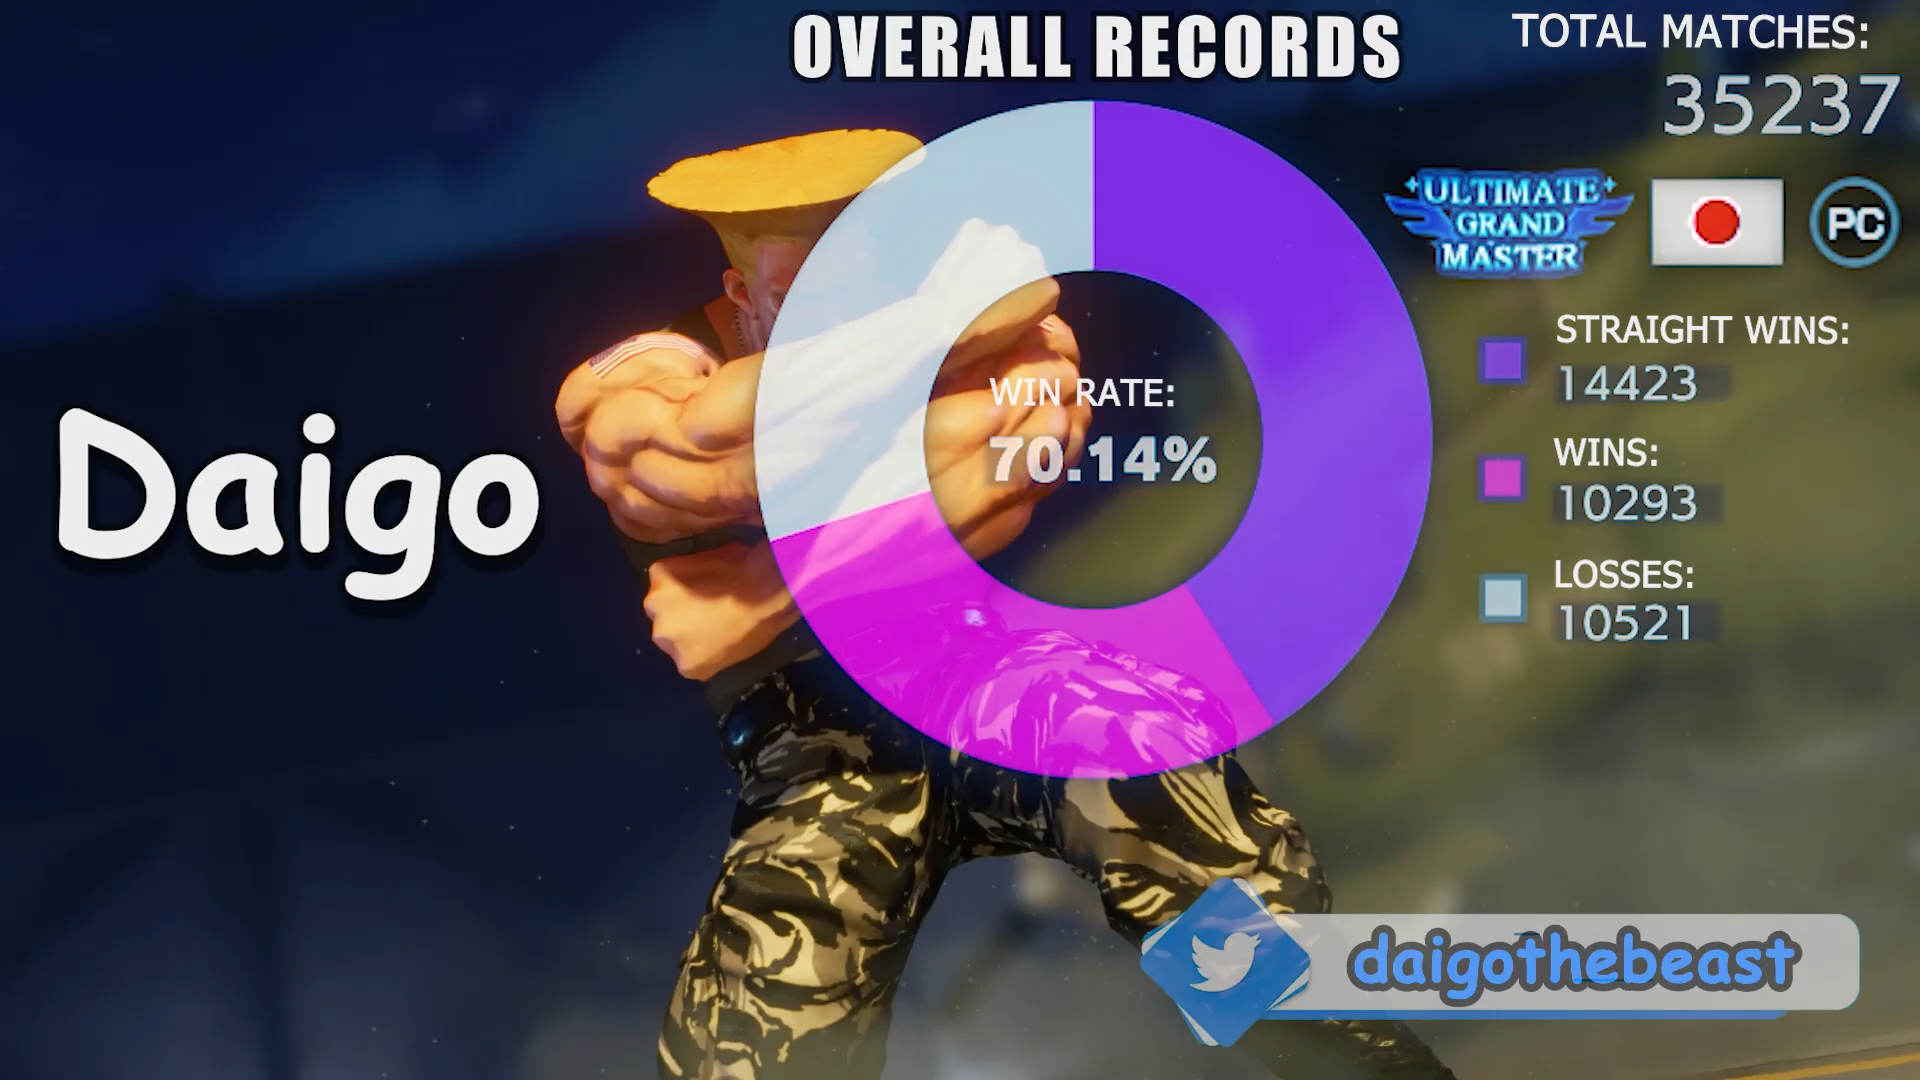 OVERALL RECORDS
TOTAL MATCHES:
35237
+ULTIMATE+
GRAND
MASTER
PC
STRAIGHT WINS:
14423
WIN RATE:
70.14%
WINS:
10293
LOSSES:
10521
Daigo
daigothebeast